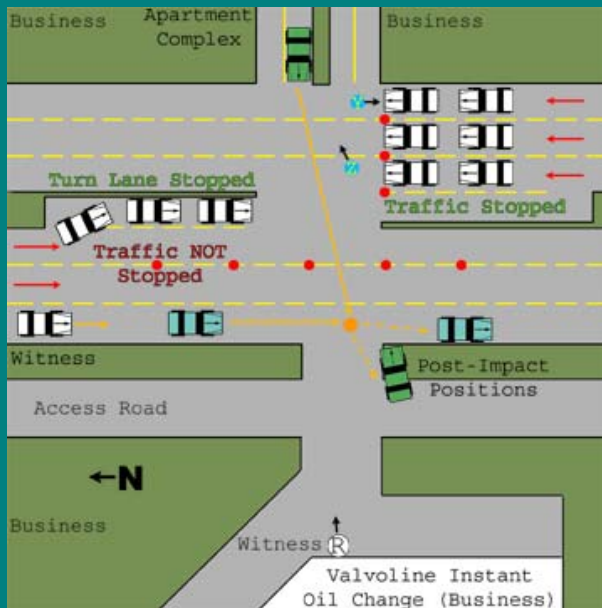 Business
Apartment
Complex
Business
Turn Lane Stopped
Traffic Stopped
Traffic NOT
Stopped
Witness
Post-Impact
Positions
Access Road
N
Business
Witness R
Valvoline Instant
Oil Change (Business)